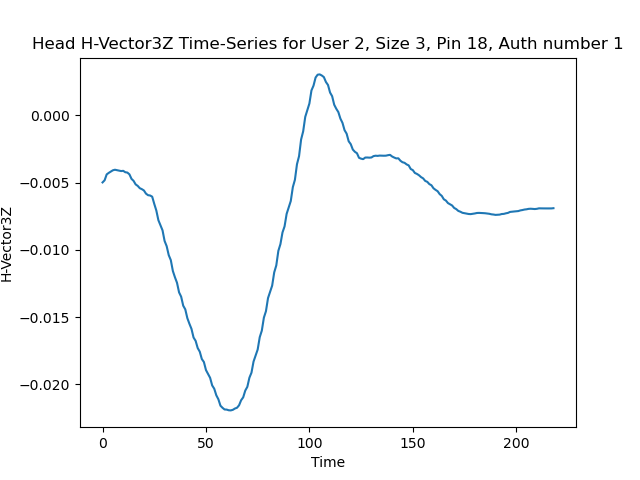 Head H-Vector3Z Time-Series for User 2, Size 3, Pin 18, Auth number 1
H-Vector3Z
0.000
−0.005
−0.010
−0.015
−0.020
0 50 100 150 200
Time